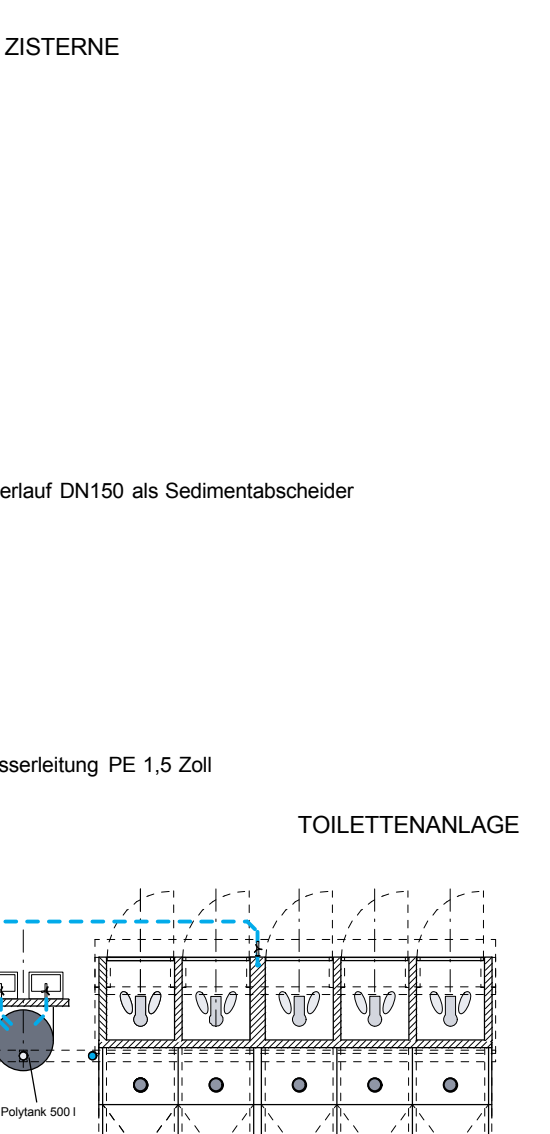 ZISTERNE
erlauf DN150 als Sedimentabscheider
sserleitung PE 1,5 Zoll
TOILETTENANLAGE
Polytank 500 l